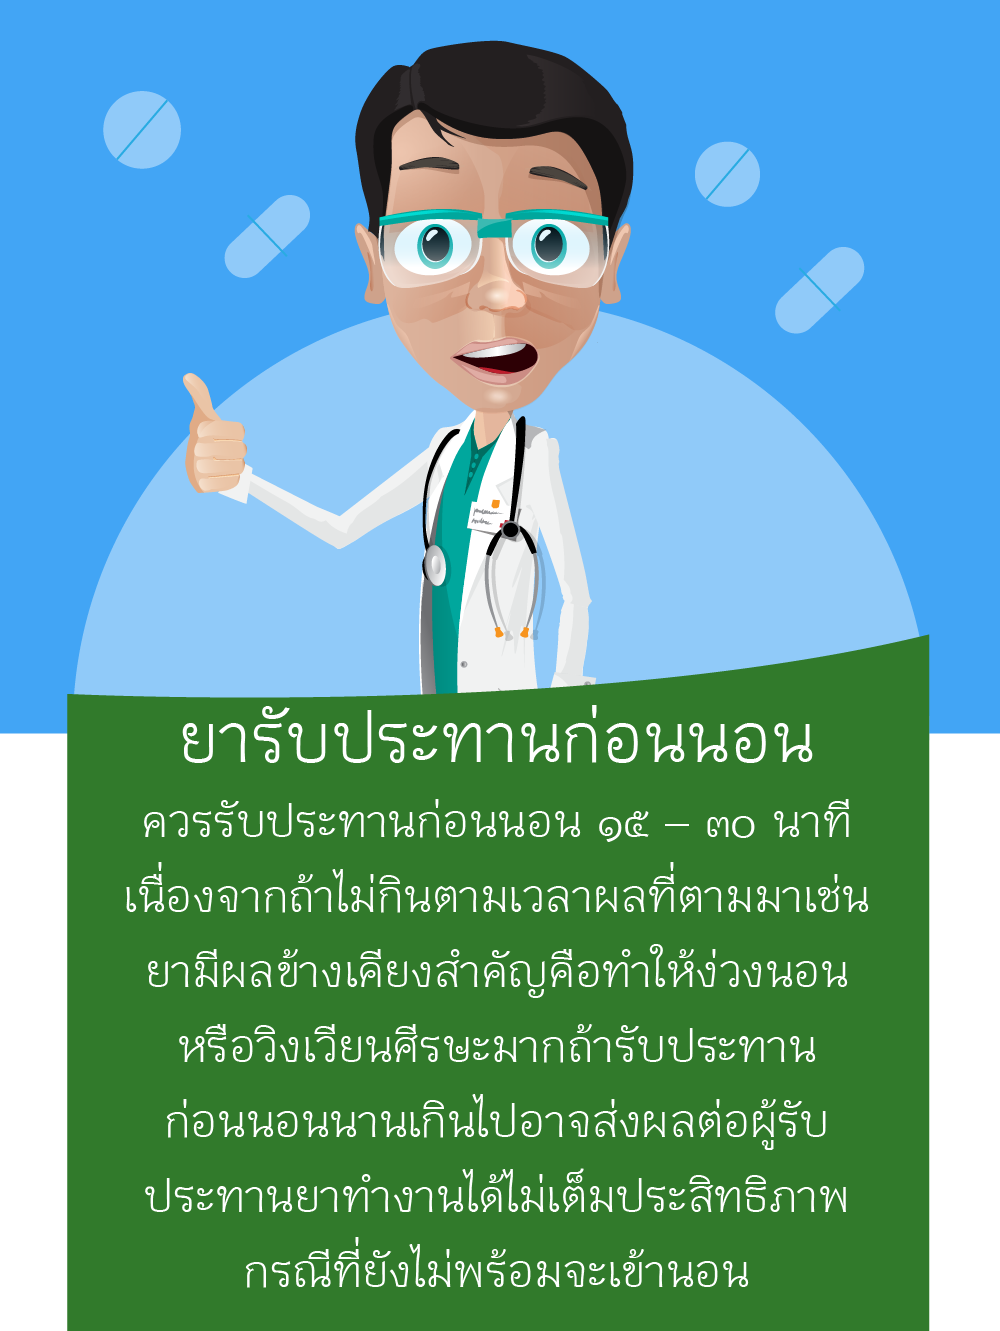 ยารับประทานก่อนนอน
ควรรับประทานก่อนนอน ๑๕ – ๓๐ นาที
เนื่องจากถ้าไม่กินตามเวลาผลที่ตามมาเช่น
ยามีผลข้างเคียงสำคัญคือทำให้ง่วงนอน
หรือวิงเวียนศีรษะมากถ้ารับประทาน
ก่อนนอนนานเกินไปอาจส่งผลต่อผู้รับ
ประทานยาทำงานได้ไม่เต็มประสิทธิภาพ
กรณีที่ยังไม่พร้อมจะเข้านอน